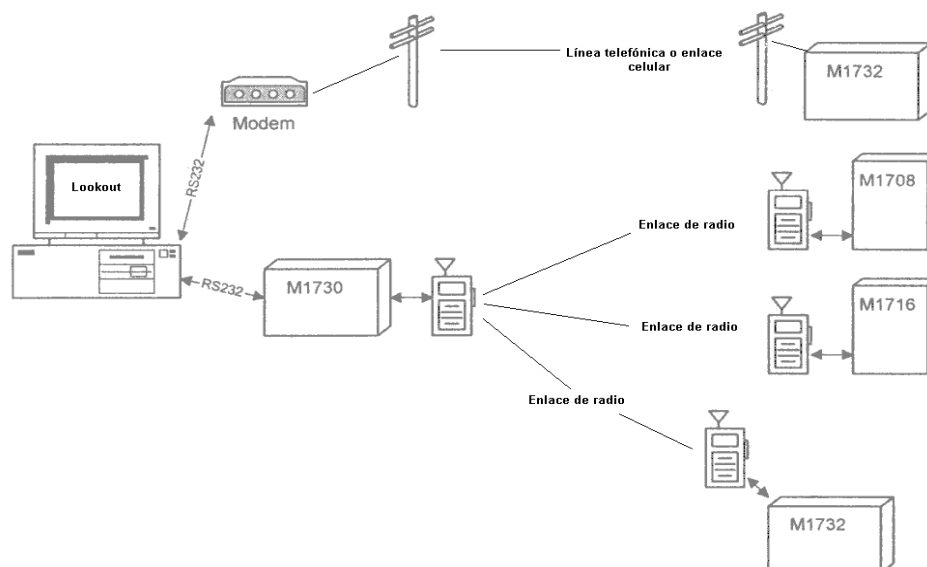 Línea telefónica o enlace
celular
M1732
Modem
RS232
Lookout
M1708
Enlace de radio
RS232
M1730
M1716
Enlace de radio
Enlace de radio
M1732